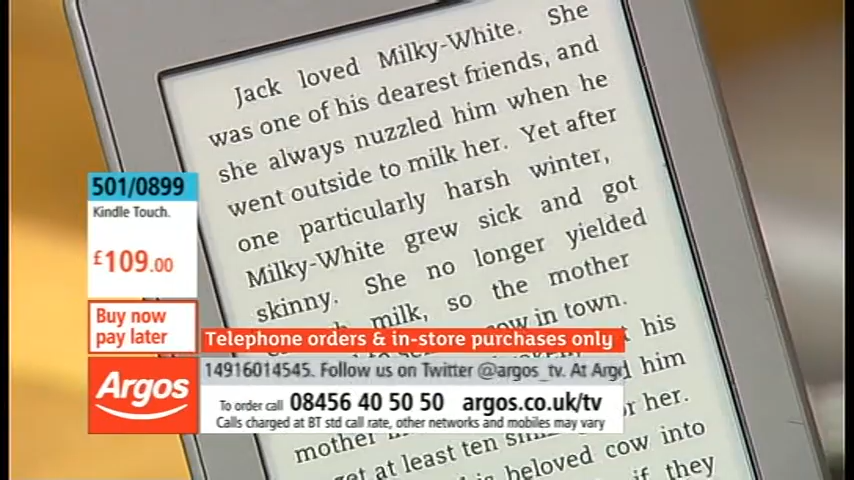 Jack loved Milky-White. She
was one of his dearest friends, and
she always nuzzled him when he
went outside to milk her. Yet after
one particularly harsh winter,
Milky-White grew sick and got
skinny. She no longer yielded
milk, so the mother
in town.
his
him
her.
mother
get at least ten
beloved cow into
if they
501/0899
Kindle Touch.
£109.00
Buy now
pay later
Telephone orders & in-store purchases only
14916014545. Follow us on Twitter @argos_tv. At Argo
Argos
To order call 08456 40 50 50 argos.co.uk/tv
Calls charged at BT std call rate, other networks and mobiles may vary